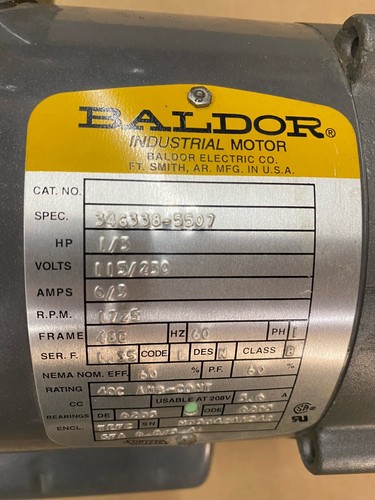 BALDOR®
INDUSTRIAL MOTOR
BALDOR ELECTRIC CO.
FT. SMITH, AR. MFG. IN U.S.A.
CAT. NO.
SPEC. 34G338-5507
HP 1/3
VOLTS 115/230
AMPS 6/3
R.P.M. 1725
FRAME HZ 60 PH 1
SER. F. 1.35 CODE DES N CLASS B
NEMA NOM. EFF. 60 % P.F. 60 %
RATING 40C AMB-CONT
CC USABLE AT 208V A
BEARINGS DE ODE
ENCL. SN